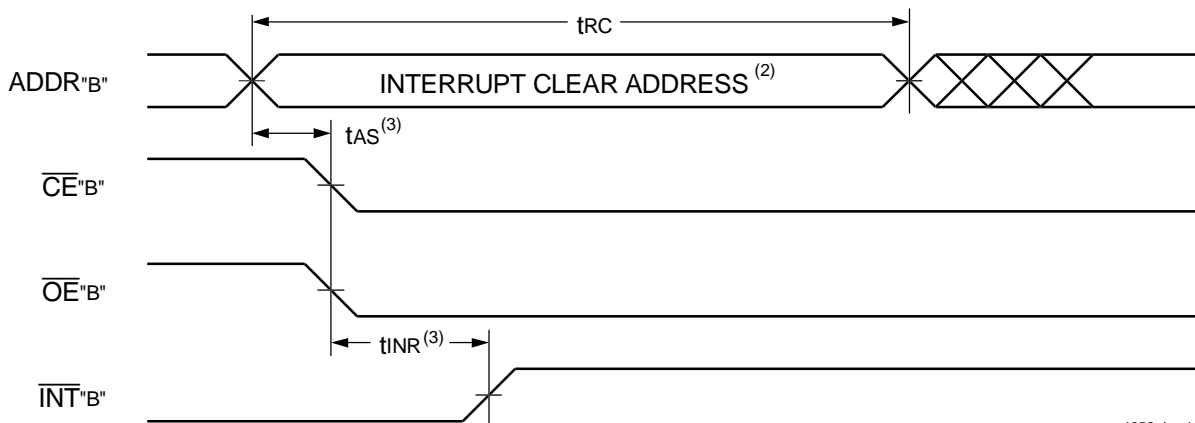 tRC
ADDR"B"
INTERRUPT CLEAR ADDRESS (2)
tAS(3)
CE"B"
OE"B"
tINR(3)
INT"B"